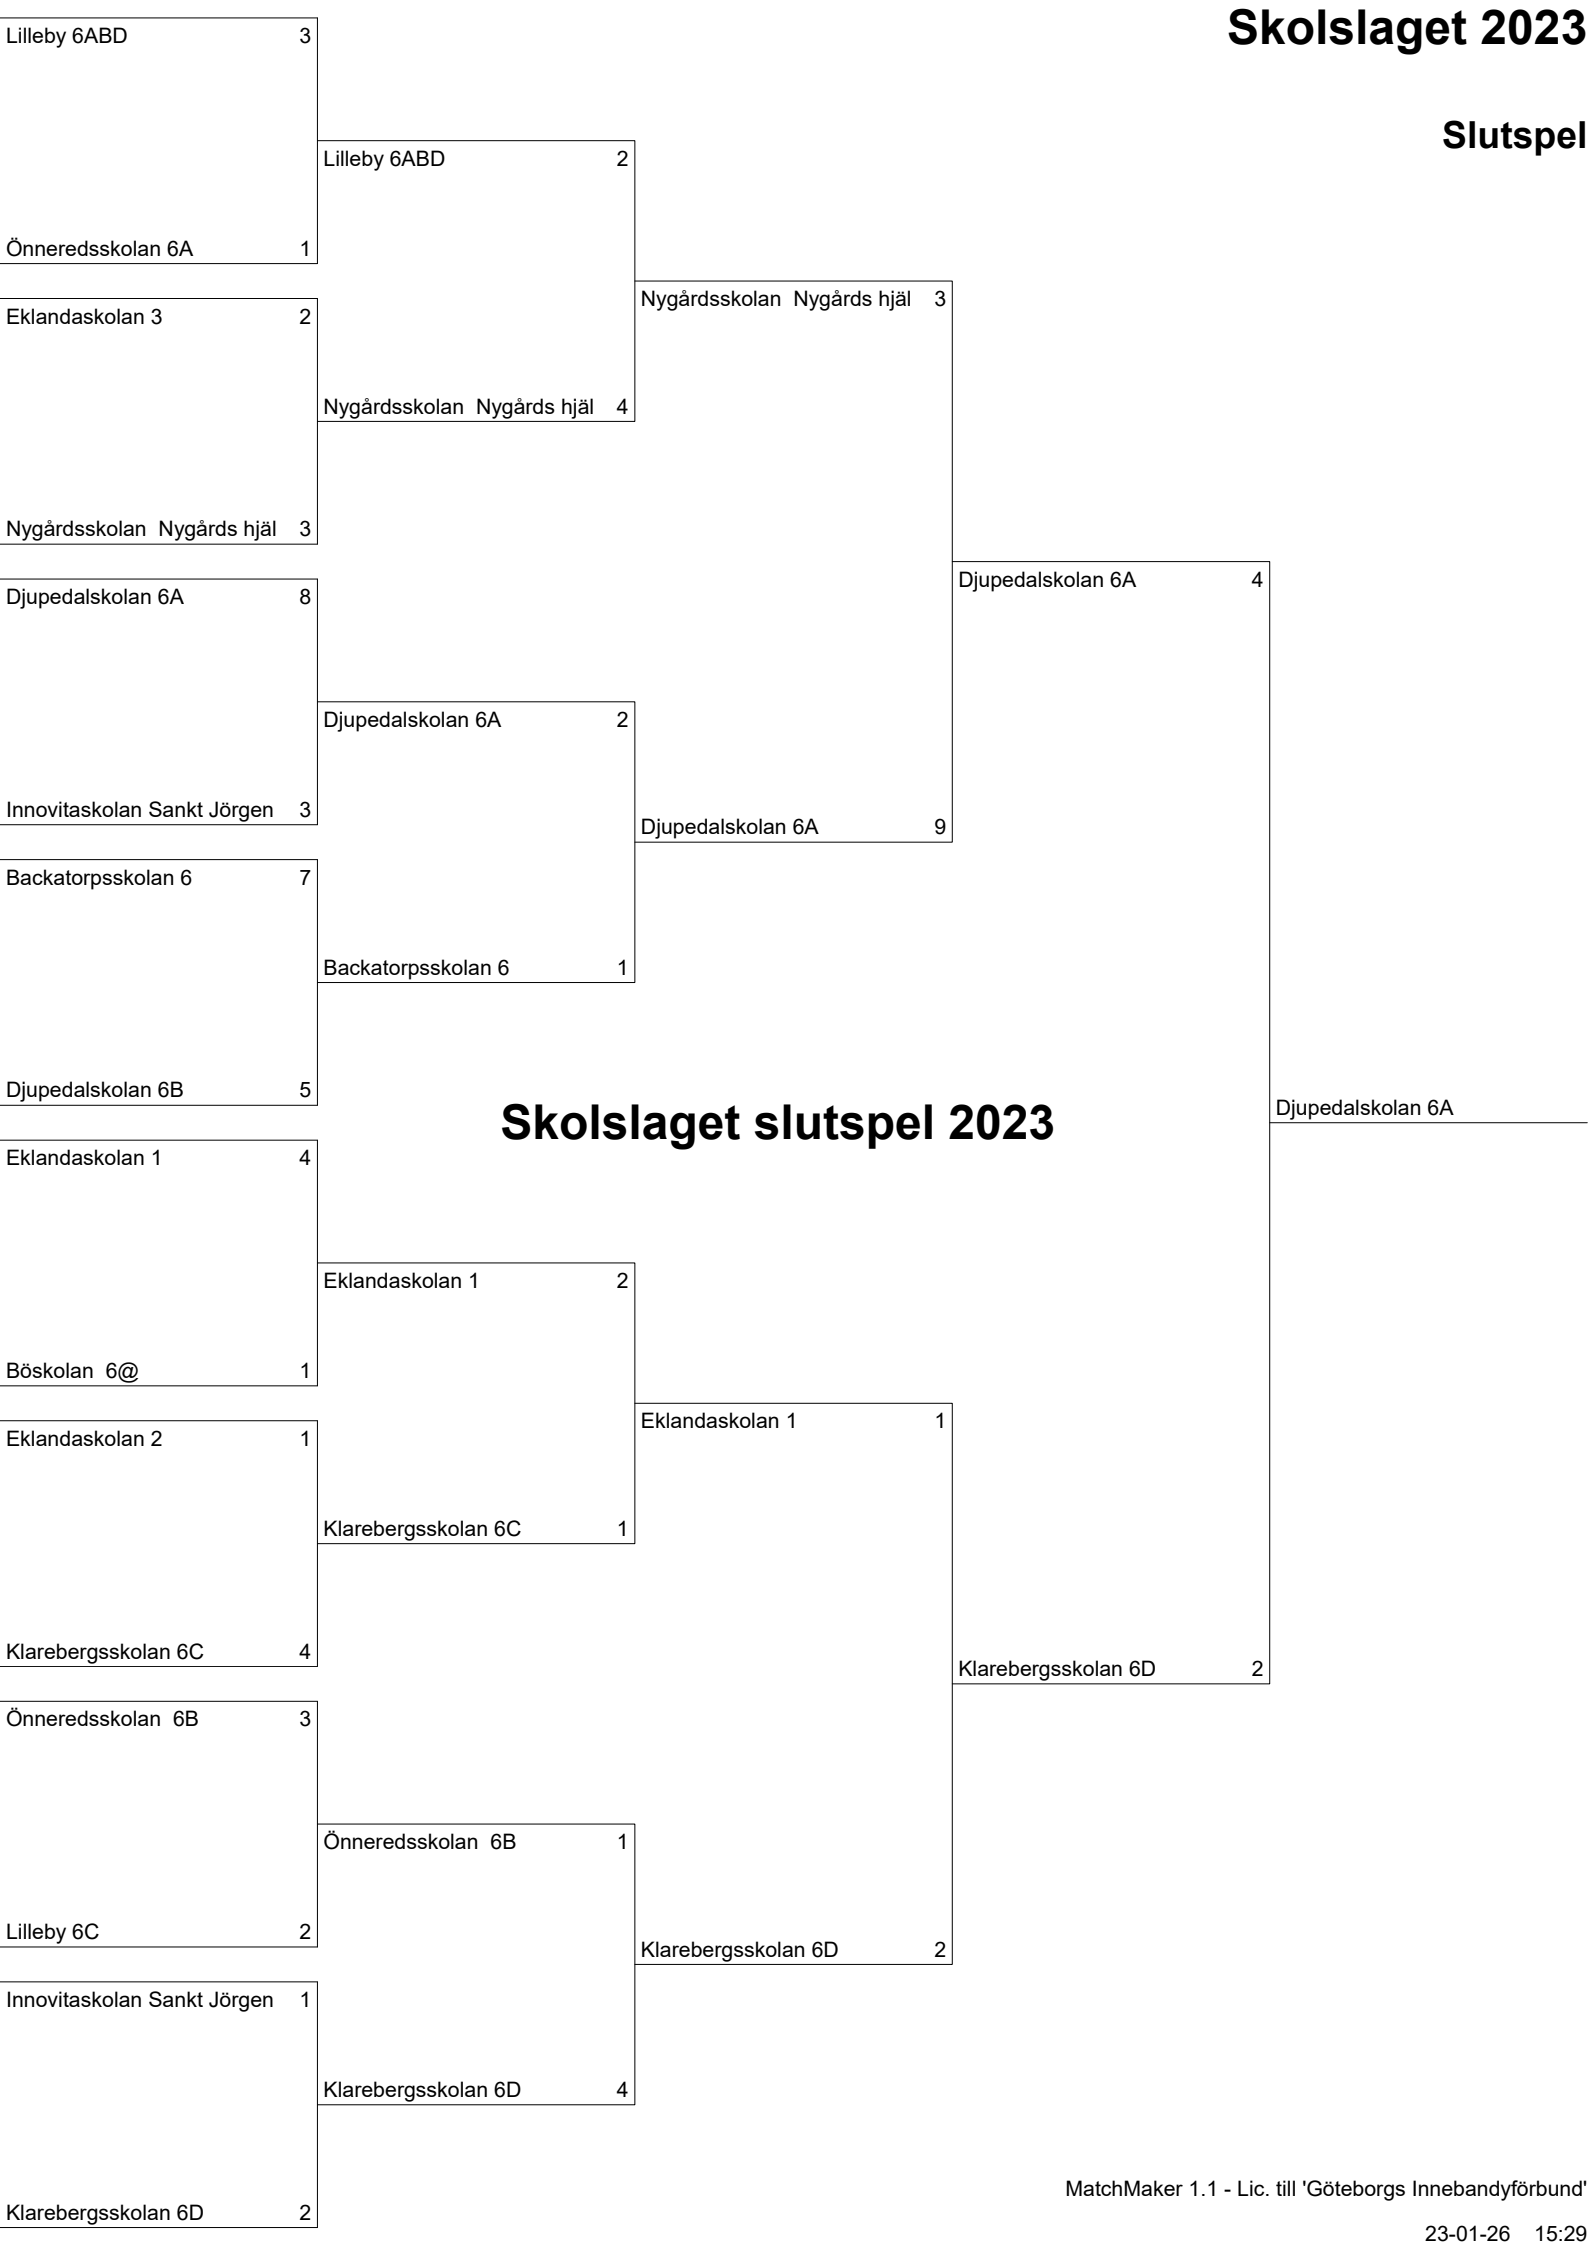 Skolslaget 2023
Slutspel
Lilleby 6ABD 3
Önneredsskolan 6A 1
Eklandaskolan 3 2
Nygårdsskolan  Nygårds hjäl 3
Djupedalskolan 6A 8
Innovitaskolan Sankt Jörgen 3
Backatorpsskolan 6 7
Djupedalskolan 6B 5
Eklandaskolan 1 4
Böskolan  6@ 1
Eklandaskolan 2 1
Klarebergsskolan 6C 4
Önneredsskolan  6B 3
Lilleby 6C 2
Innovitaskolan Sankt Jörgen 1
Klarebergsskolan 6D 2
Lilleby 6ABD 2
Nygårdsskolan  Nygårds hjäl 4
Djupedalskolan 6A 2
Backatorpsskolan 6 1
Eklandaskolan 1 2
Klarebergsskolan 6C 1
Önneredsskolan  6B 1
Klarebergsskolan 6D 4
Nygårdsskolan  Nygårds hjäl 3
Djupedalskolan 6A 9
Skolslaget slutspel 2023
Eklandaskolan 1 1
Klarebergsskolan 6D 2
Djupedalskolan 6A 4
Klarebergsskolan 6D 2
Djupedalskolan 6A
MatchMaker 1.1 - Lic. till 'Göteborgs Innebandyförbund'
23-01-26 15:29